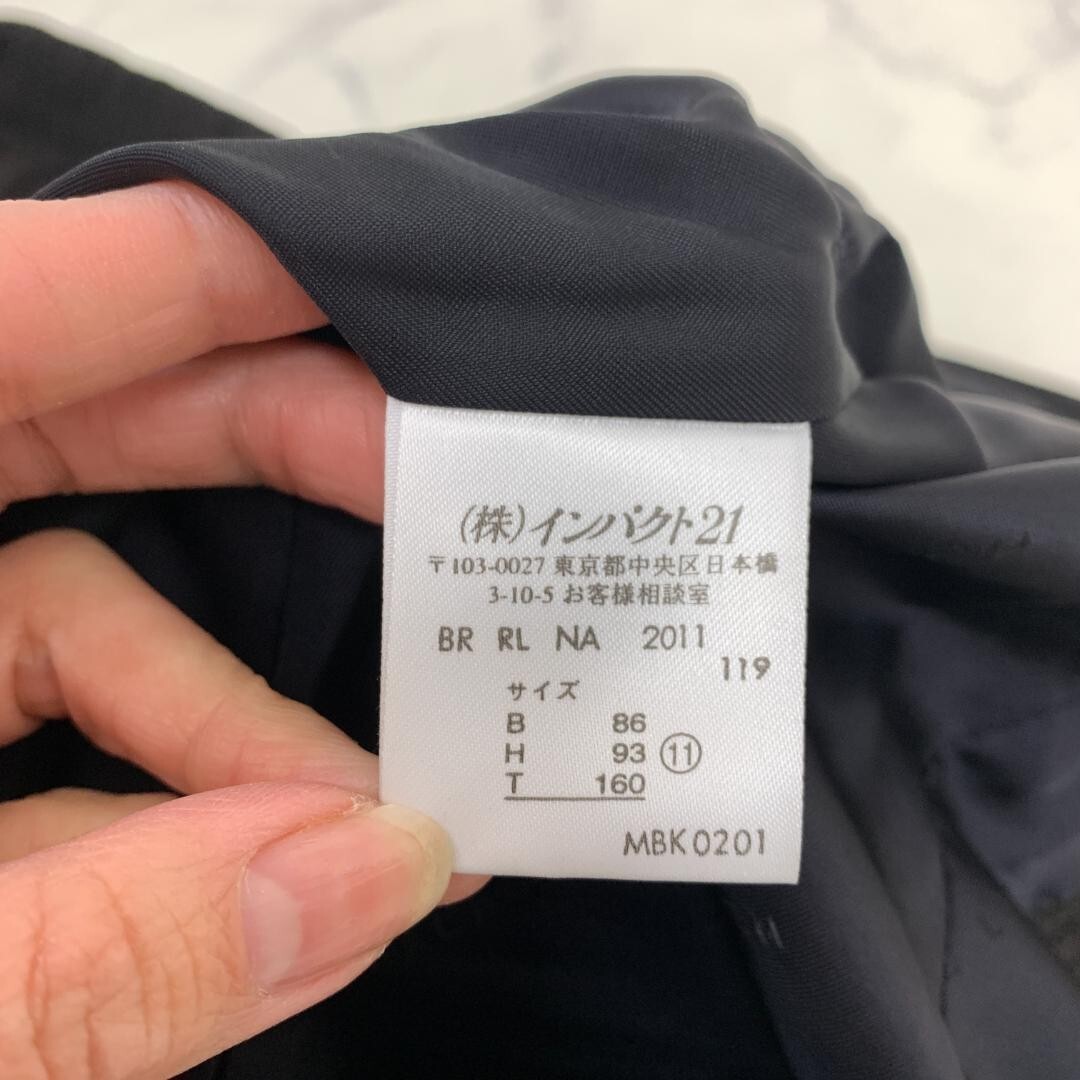 (株)インパクト21
〒103-0027 東京都中央区日本橋
3-10-5 お客様相談室
BR RL NA 2011
119
サイズ
B 86
H 93 ⑪
T 160
MBK0201